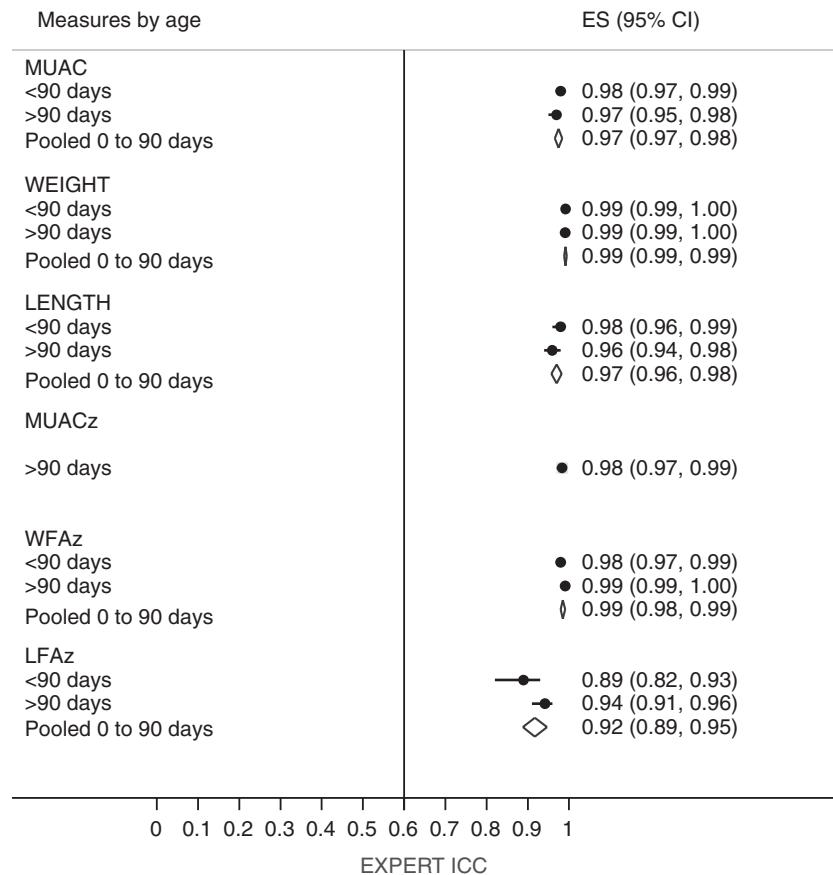 Measures by age ES (95% CI)
MUAC
<90 days 0.98 (0.97, 0.99)
>90 days 0.97 (0.95, 0.98)
Pooled 0 to 90 days 0.97 (0.97, 0.98)
WEIGHT
<90 days 0.99 (0.99, 1.00)
>90 days 0.99 (0.99, 1.00)
Pooled 0 to 90 days 0.99 (0.99, 0.99)
LENGTH
<90 days 0.98 (0.96, 0.99)
>90 days 0.96 (0.94, 0.98)
Pooled 0 to 90 days 0.97 (0.96, 0.98)
MUACz
>90 days 0.98 (0.97, 0.99)
WFAz
<90 days 0.98 (0.97, 0.99)
>90 days 0.99 (0.99, 1.00)
Pooled 0 to 90 days 0.99 (0.98, 0.99)
LFAz
<90 days 0.89 (0.82, 0.93)
>90 days 0.94 (0.91, 0.96)
Pooled 0 to 90 days 0.92 (0.89, 0.95)
0 0.1 0.2 0.3 0.4 0.5 0.6 0.7 0.8 0.9 1
EXPERT ICC